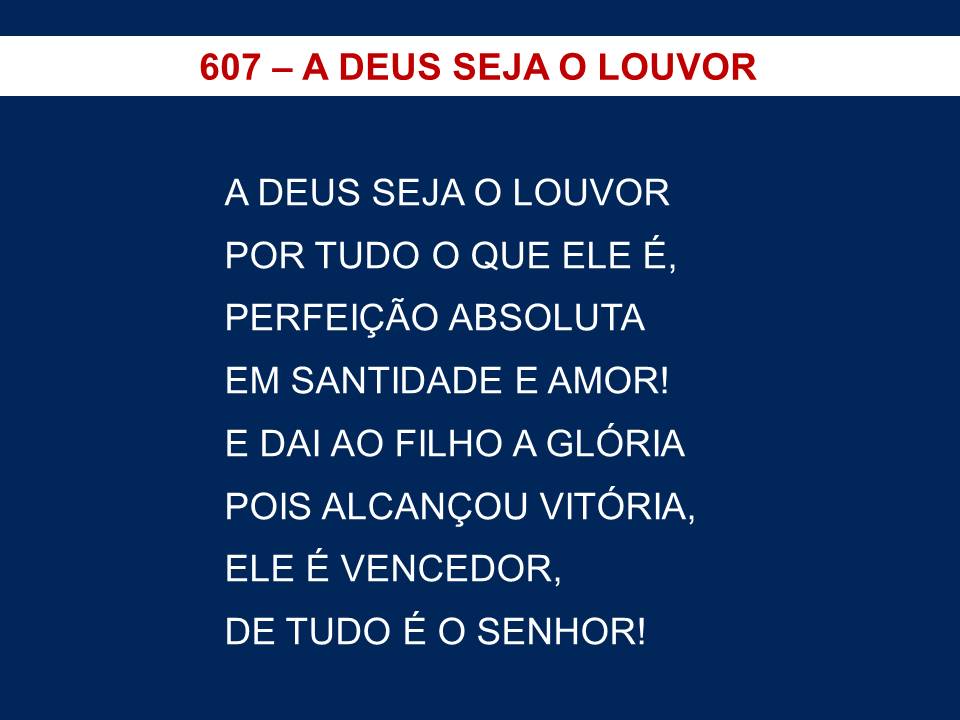 607 – A DEUS SEJA O LOUVOR
A DEUS SEJA O LOUVOR
POR TUDO O QUE ELE É,
PERFEIÇÃO ABSOLUTA
EM SANTIDADE E AMOR!
E DAI AO FILHO A GLÓRIA
POIS ALCANÇOU VITÓRIA,
ELE É VENCEDOR,
DE TUDO É O SENHOR!